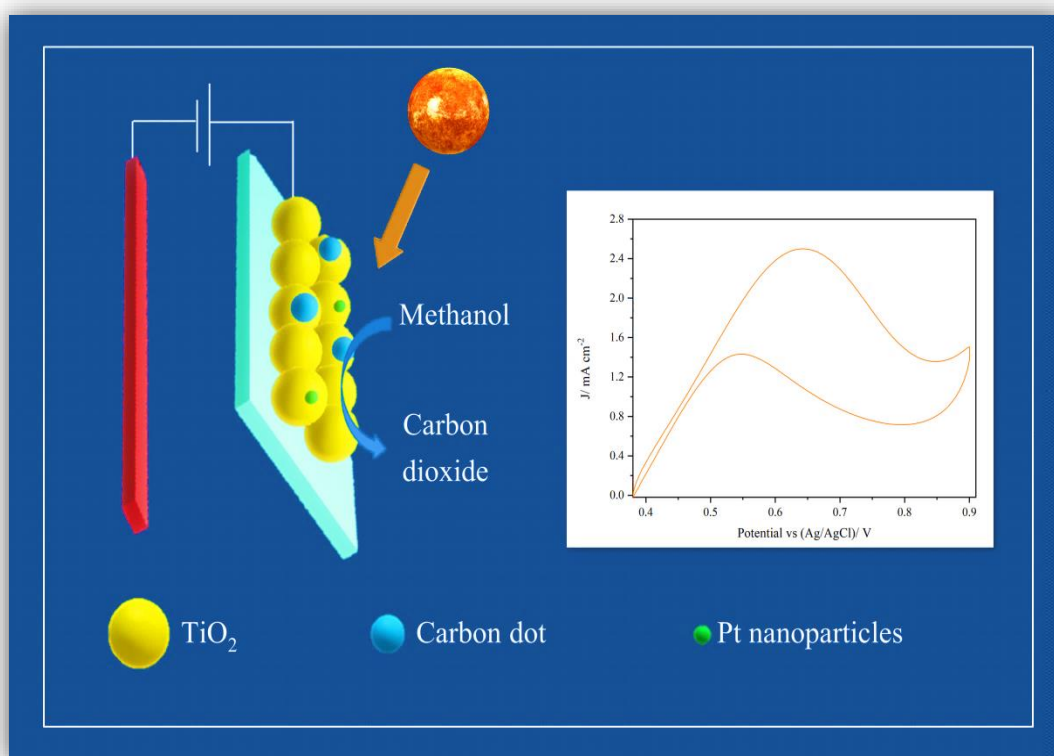 Methanol
Carbon
dioxide
2.8
2.4
2.0
1.6
1.2
0.8
0.4
0.0
J/ mA cm⁻²
0.4 0.5 0.6 0.7 0.8 0.9
Potential vs (Ag/AgCl)/ V
TiO₂ Carbon dot Pt nanoparticles